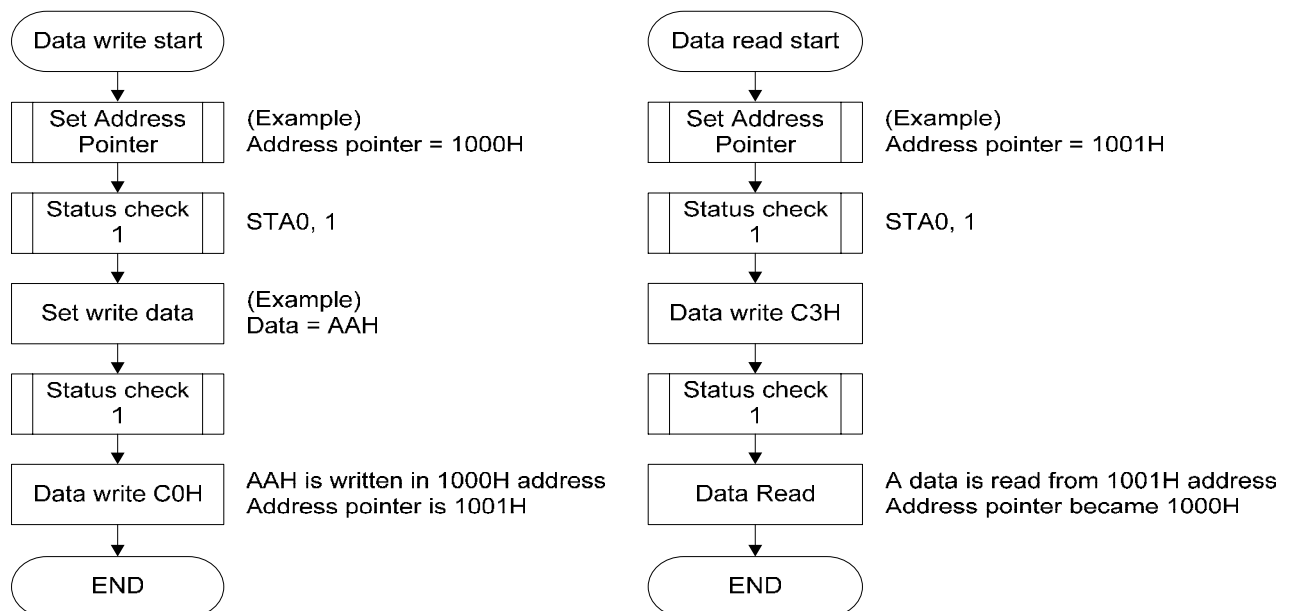 Data write start
Set Address
Pointer
(Example)
Address pointer = 1000H
Status check
1
STA0, 1
Set write data
(Example)
Data = AAH
Status check
1
Data write C0H
AAH is written in 1000H address
Address pointer is 1001H
END
Data read start
Set Address
Pointer
(Example)
Address pointer = 1001H
Status check
1
STA0, 1
Data write C3H
Status check
1
Data Read
A data is read from 1001H address
Address pointer became 1000H
END